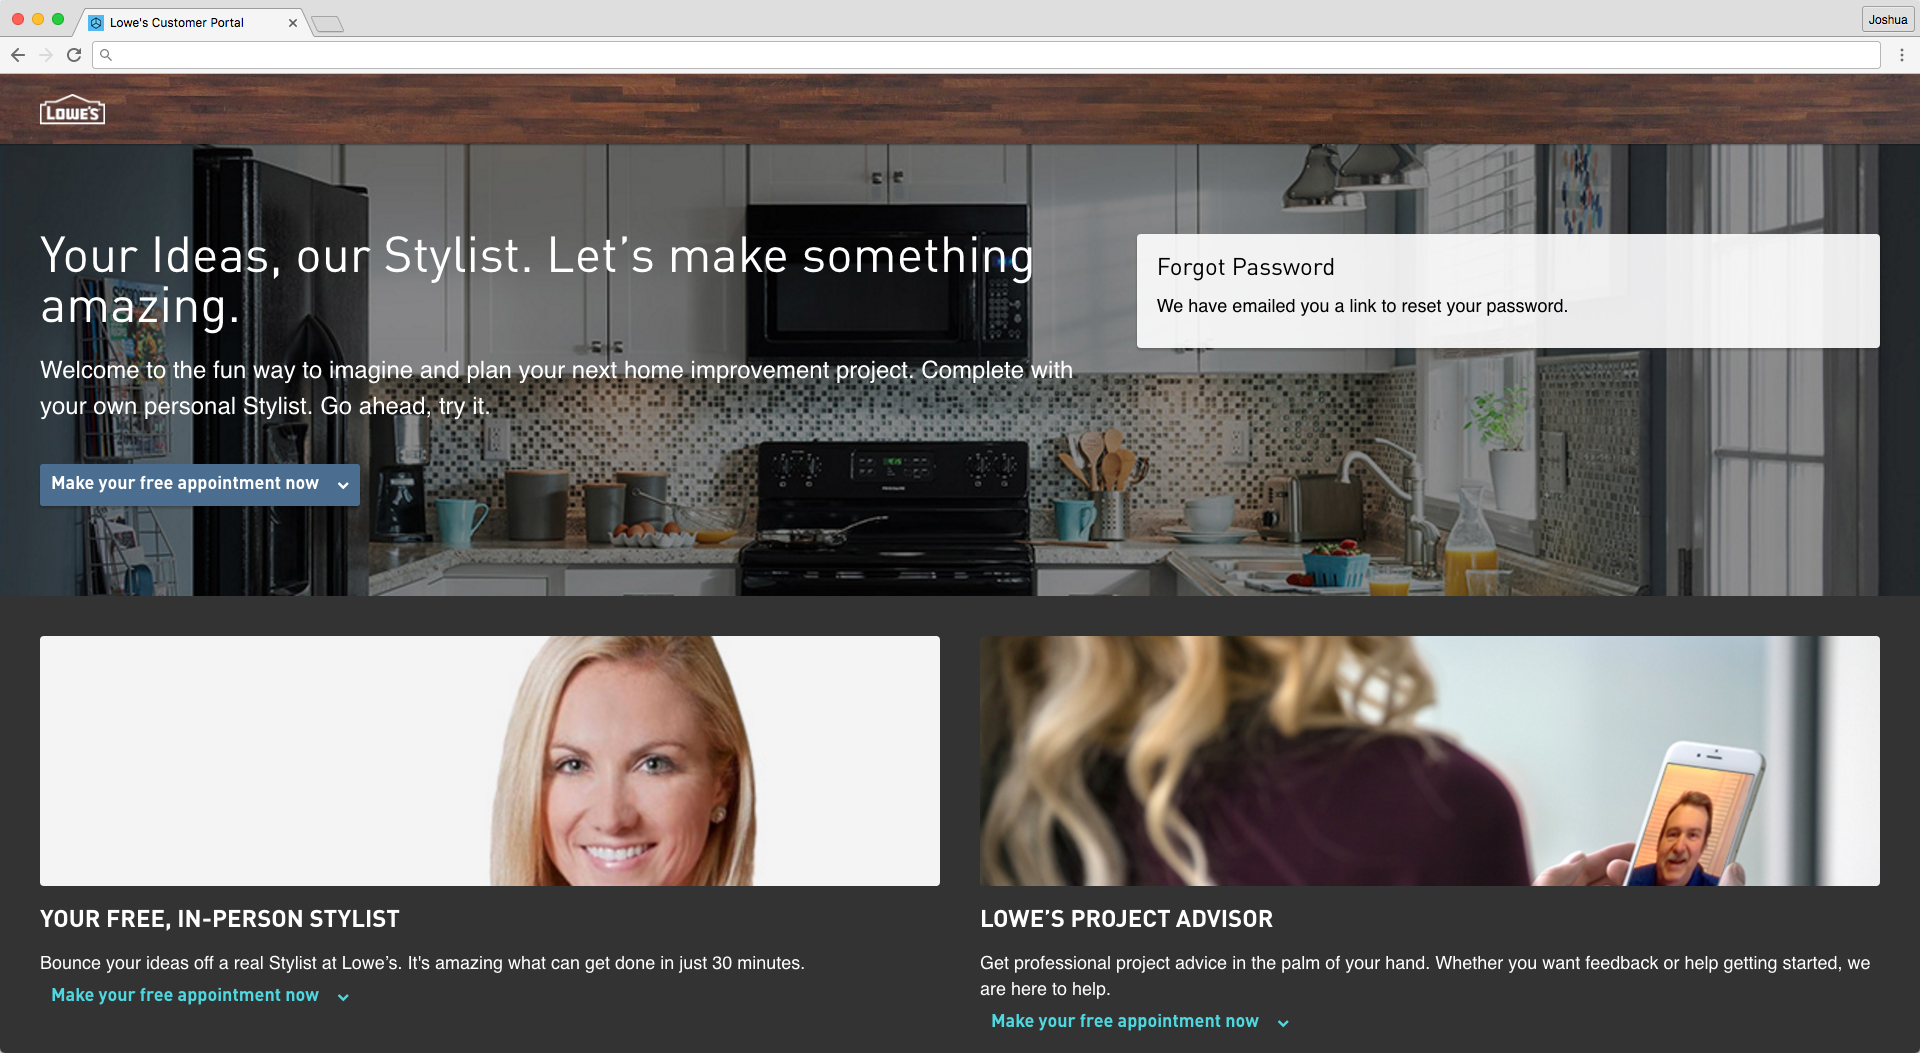 Lowe's Customer Portal
Joshua
LOWE'S
Your Ideas, our Stylist. Let’s make something
amazing.
Welcome to the fun way to imagine and plan your next home improvement project. Complete with
your own personal Stylist. Go ahead, try it.
Make your free appointment now
Forgot Password
We have emailed you a link to reset your password.
YOUR FREE, IN-PERSON STYLIST
Bounce your ideas off a real Stylist at Lowe’s. It's amazing what can get done in just 30 minutes.
Make your free appointment now
LOWE’S PROJECT ADVISOR
Get professional project advice in the palm of your hand. Whether you want feedback or help getting started, we
are here to help.
Make your free appointment now